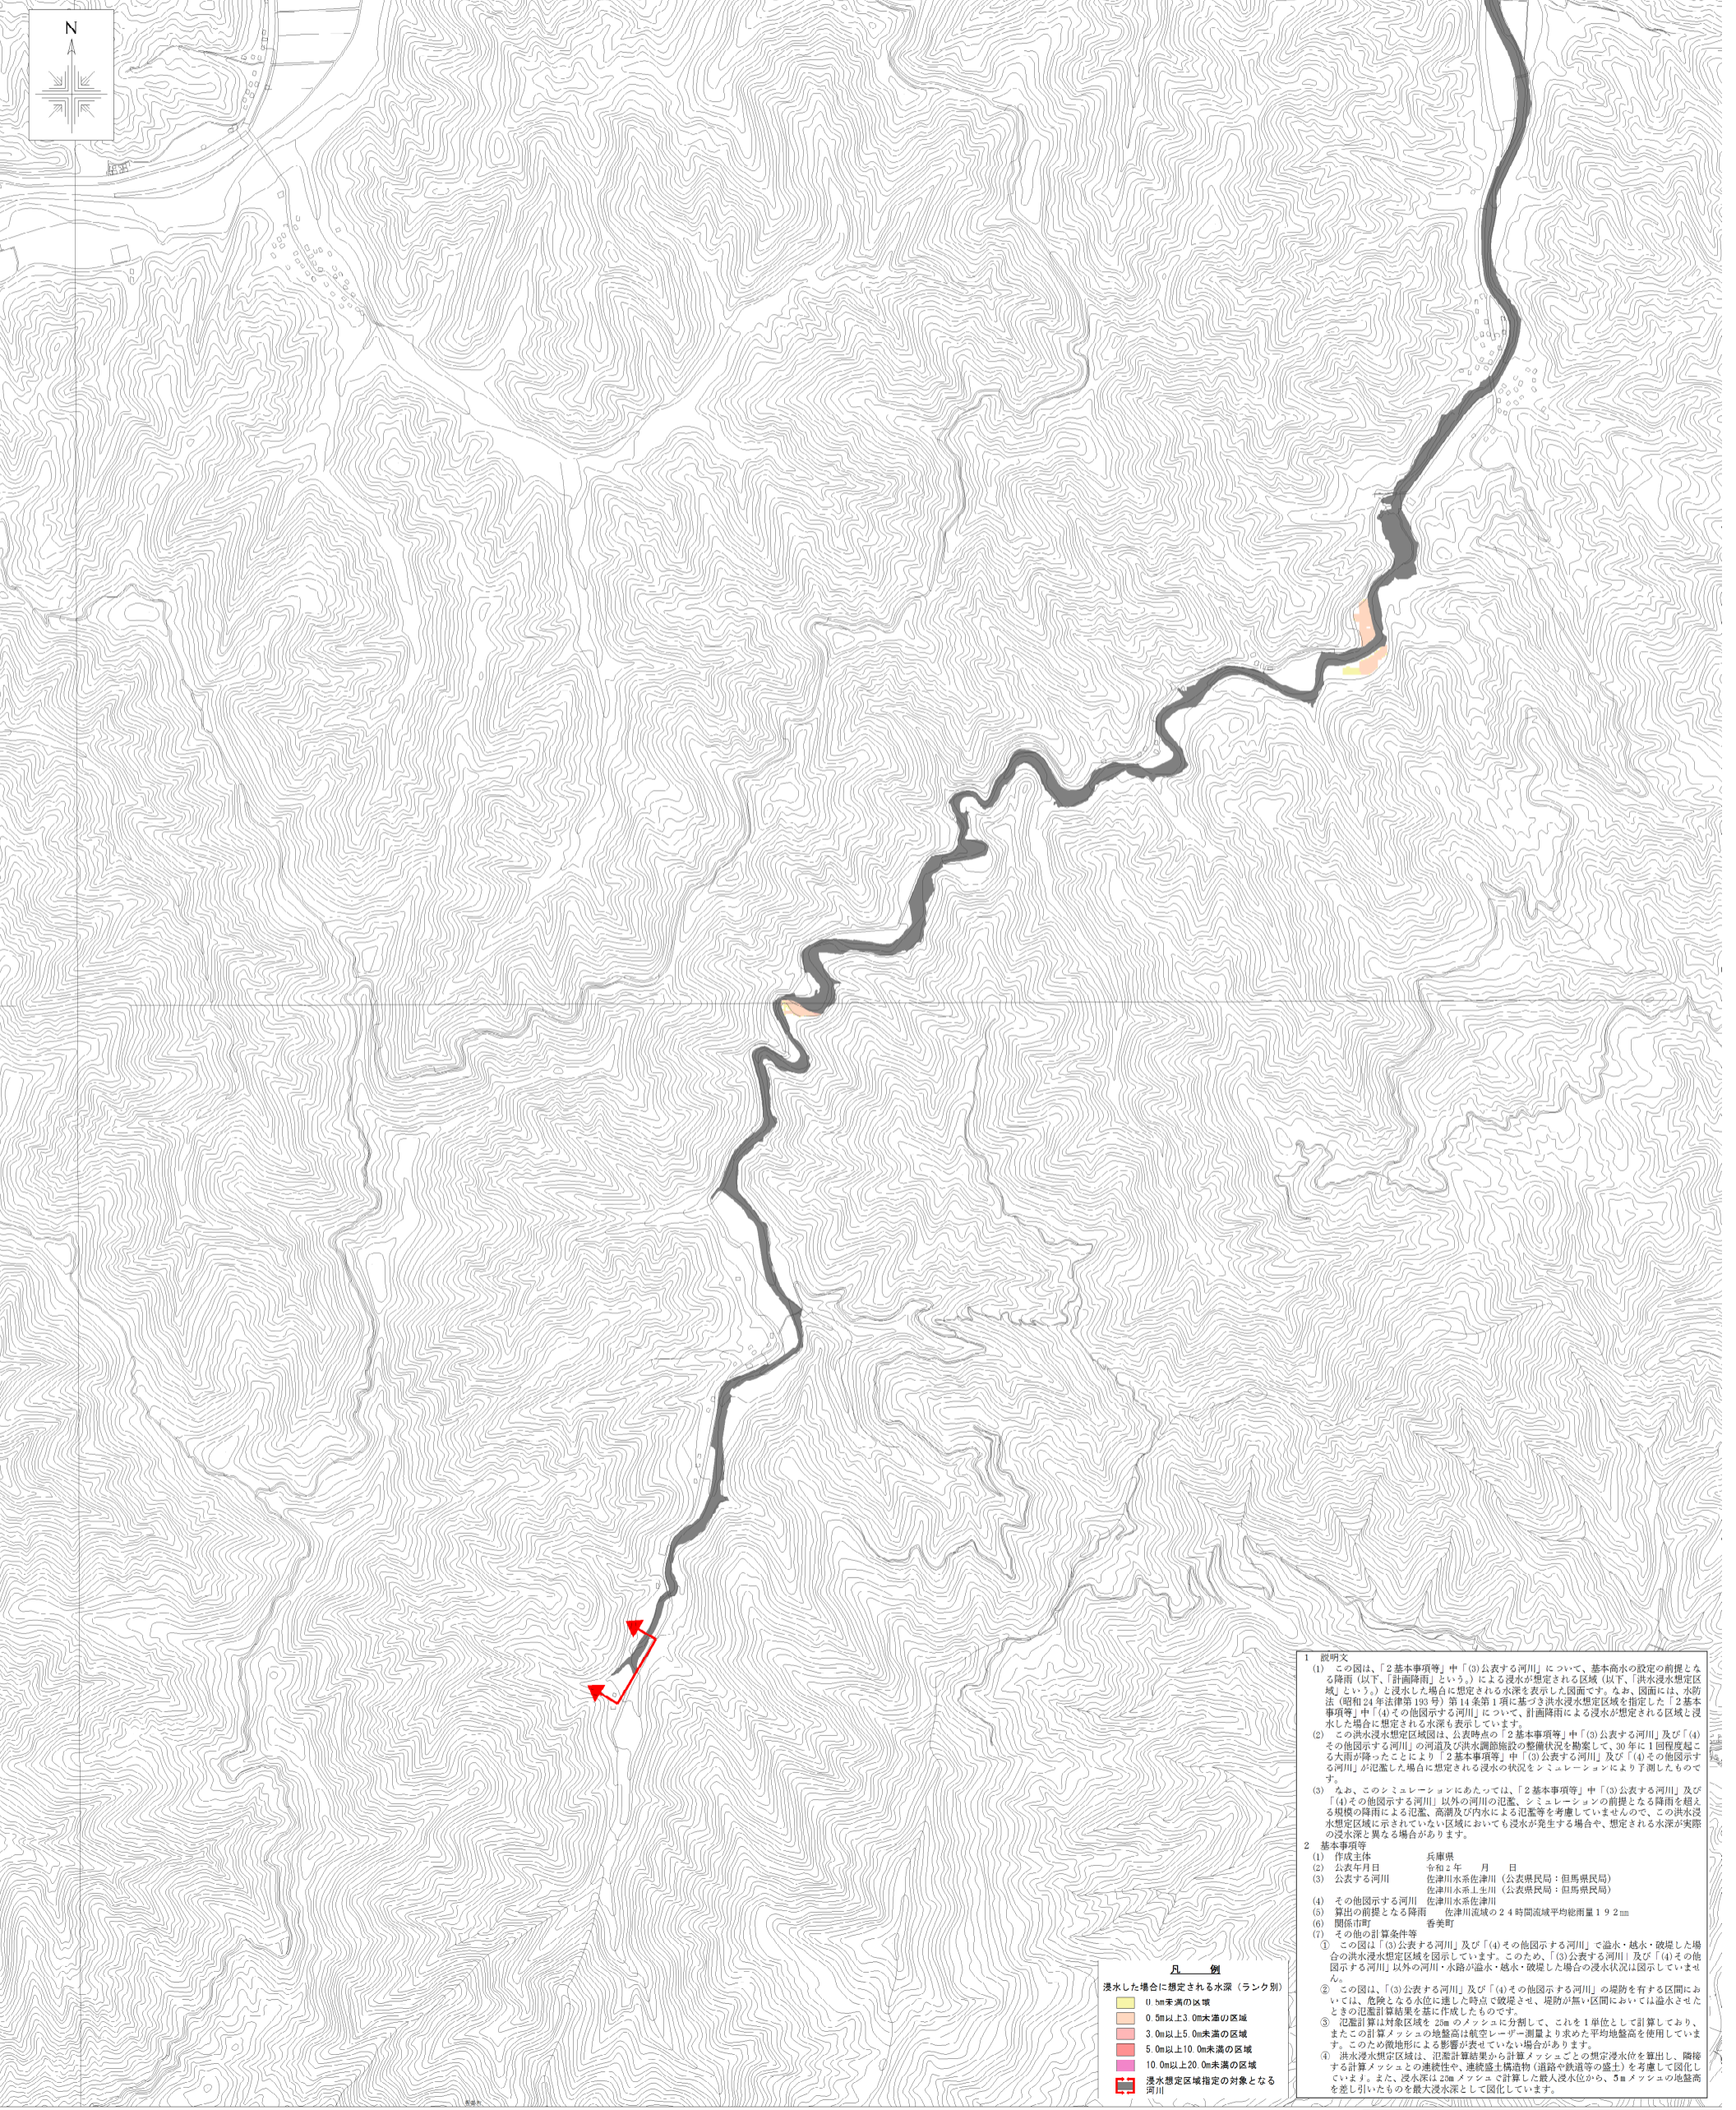 N
1 説明文
(1) この図は、「2基本事項等」中「(3)公表する河川」について、基本高水の設定の前提とな
る降雨（以下、「計画降雨」という。）による浸水が想定される区域（以下、「洪水浸水想定区
域」という。）と浸水した場合に想定される水深を表示した図面です。なお、図面には、水防
法（昭和24年法律第193号）第14条第1項に基づき洪水浸水想定区域を指定した「2基本
事項等」中「(4)その他図示する河川」について、計画降雨による浸水が想定される区域と浸
水した場合に想定される水深も表示しています。
(2) この洪水浸水想定区域図は、公表時点の「2基本事項等」中「(3)公表する河川」及び「(4)
その他図示する河川」の河道及び洪水調節施設の整備状況を勘案して、30年に1回程度起こ
る大雨が降ったことにより「2基本事項等」中「(3)公表する河川」及び「(4)その他図示す
る河川」が氾濫した場合に想定される浸水の状況をシミュレーションにより予測したもので
す。
(3) なお、このシミュレーションにあたっては、「2基本事項等」中「(3)公表する河川」及び
「(4)その他図示する河川」以外の河川の氾濫、シミュレーションの前提となる降雨を超え
る規模の降雨による氾濫、高潮及び内水による氾濫等を考慮していませんので、この洪水浸
水想定区域に示されていない区域においても浸水が発生する場合や、想定される水深が実際
の浸水深と異なる場合があります。
2 基本事項等
(1) 作成主体 兵庫県
(2) 公表年月日 令和2年 月 日
(3) 公表する河川 佐津川水系佐津川（公表県民局：但馬県民局）
佐津川水系上生川（公表県民局：但馬県民局）
(4) その他図示する河川 佐津川水系佐津川
(5) 算出の前提となる降雨 佐津川流域の24時間流域平均総雨量192㎜
(6) 関係市町 香美町
(7) その他の計算条件等
① この図は「(3)公表する河川」及び「(4)その他図示する河川」で溢水・越水・破堤した場
合の洪水浸水想定区域を図示しています。このため、「(3)公表する河川」及び「(4)その他
図示する河川」以外の河川・水路が溢水・越水・破堤した場合の浸水状況は図示していませ
ん。
② この図は、「(3)公表する河川」及び「(4)その他図示する河川」の堤防を有する区間にお
いては、危険となる水位に達した時点で破堤させ、堤防が無い区間においては溢水させた
ときの氾濫計算結果を基に作成したものです。
③ 氾濫計算は対象区域を25mのメッシュに分割して、これを1単位として計算しており、
またこの計算メッシュの地盤高は航空レーザー測量より求めた平均地盤高を使用していま
す。このため微地形による影響が表せていない場合があります。
④ 洪水浸水想定区域は、氾濫計算結果から計算メッシュごとの想定浸水位を算出し、隣接
する計算メッシュとの連続性や、連続盛土構造物（道路や鉄道等の盛土）を考慮して図化し
ています。また、浸水深は25mメッシュで計算した最大浸水位から、5mメッシュの地盤高
を差し引いたものを最大浸水深として図化しています。
凡 例
浸水した場合に想定される水深（ランク別）
0.5m未満の区域
0.5m以上3.0m未満の区域
3.0m以上5.0m未満の区域
5.0m以上10.0m未満の区域
10.0m以上20.0m未満の区域
浸水想定区域指定の対象となる
河川